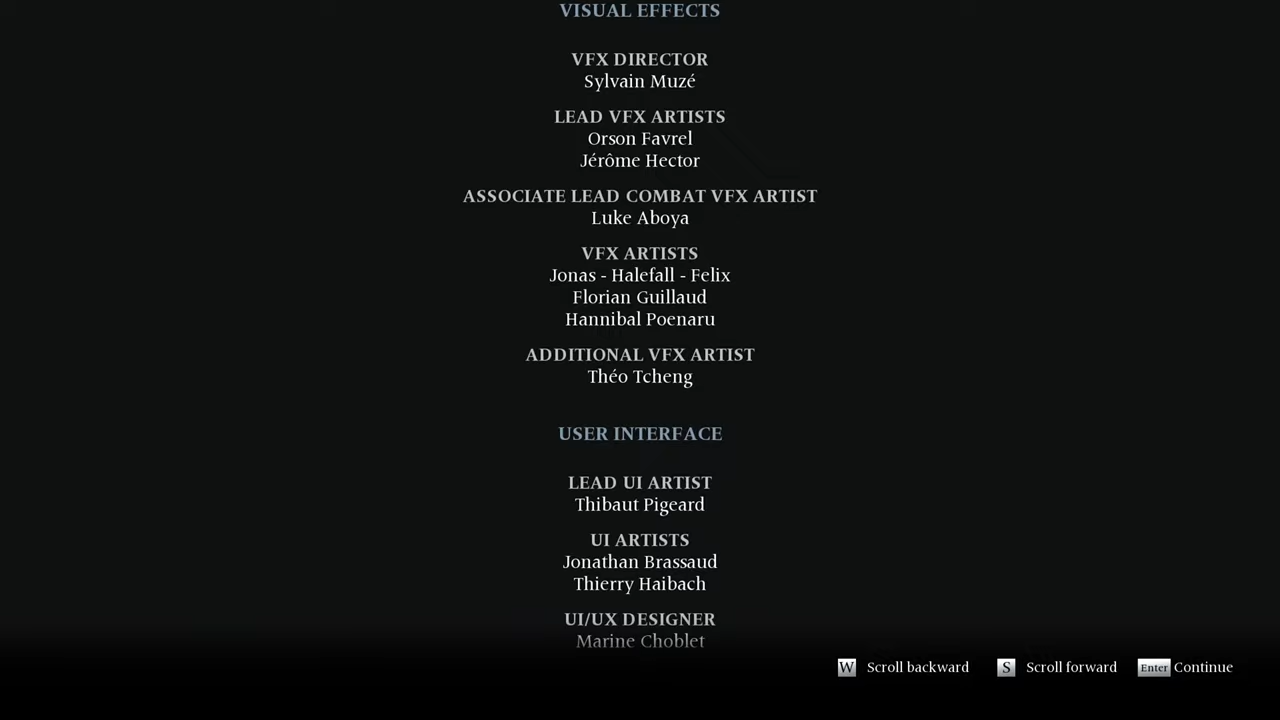 VISUAL EFFECTS
VFX DIRECTOR
Sylvain Muzé
LEAD VFX ARTISTS
Orson Favrel
Jérôme Hector
ASSOCIATE LEAD COMBAT VFX ARTIST
Luke Aboya
VFX ARTISTS
Jonas - Halefall - Felix
Florian Guillaud
Hannibal Poenaru
ADDITIONAL VFX ARTIST
Théo Tcheng
USER INTERFACE
LEAD UI ARTIST
Thibaut Pigeard
UI ARTISTS
Jonathan Brassaud
Thierry Haibach
UI/UX DESIGNER
Marine Choblet
W Scroll backward S Scroll forward Enter Continue